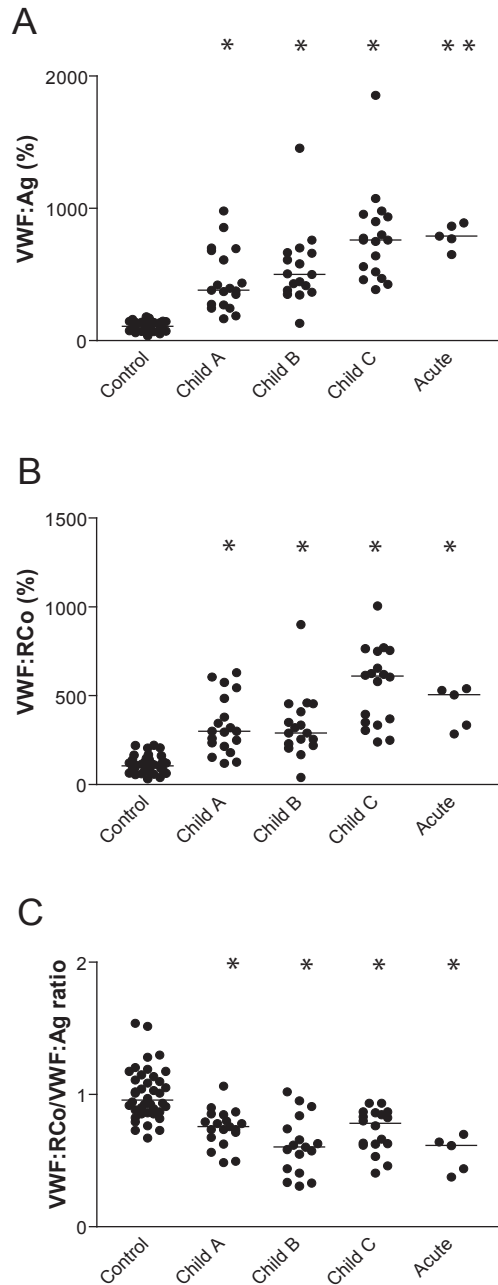 A
* * * * *
2000
1000
0
VWF:Ag (%)
Control
Child A
Child B
Child C
Acute
B
* * * *
1500
1000
500
0
VWF:RCo (%)
Control
Child A
Child B
Child C
Acute
C
* * * *
2
1
0
VWF:RCo/VWF:Ag ratio
Control
Child A
Child B
Child C
Acute